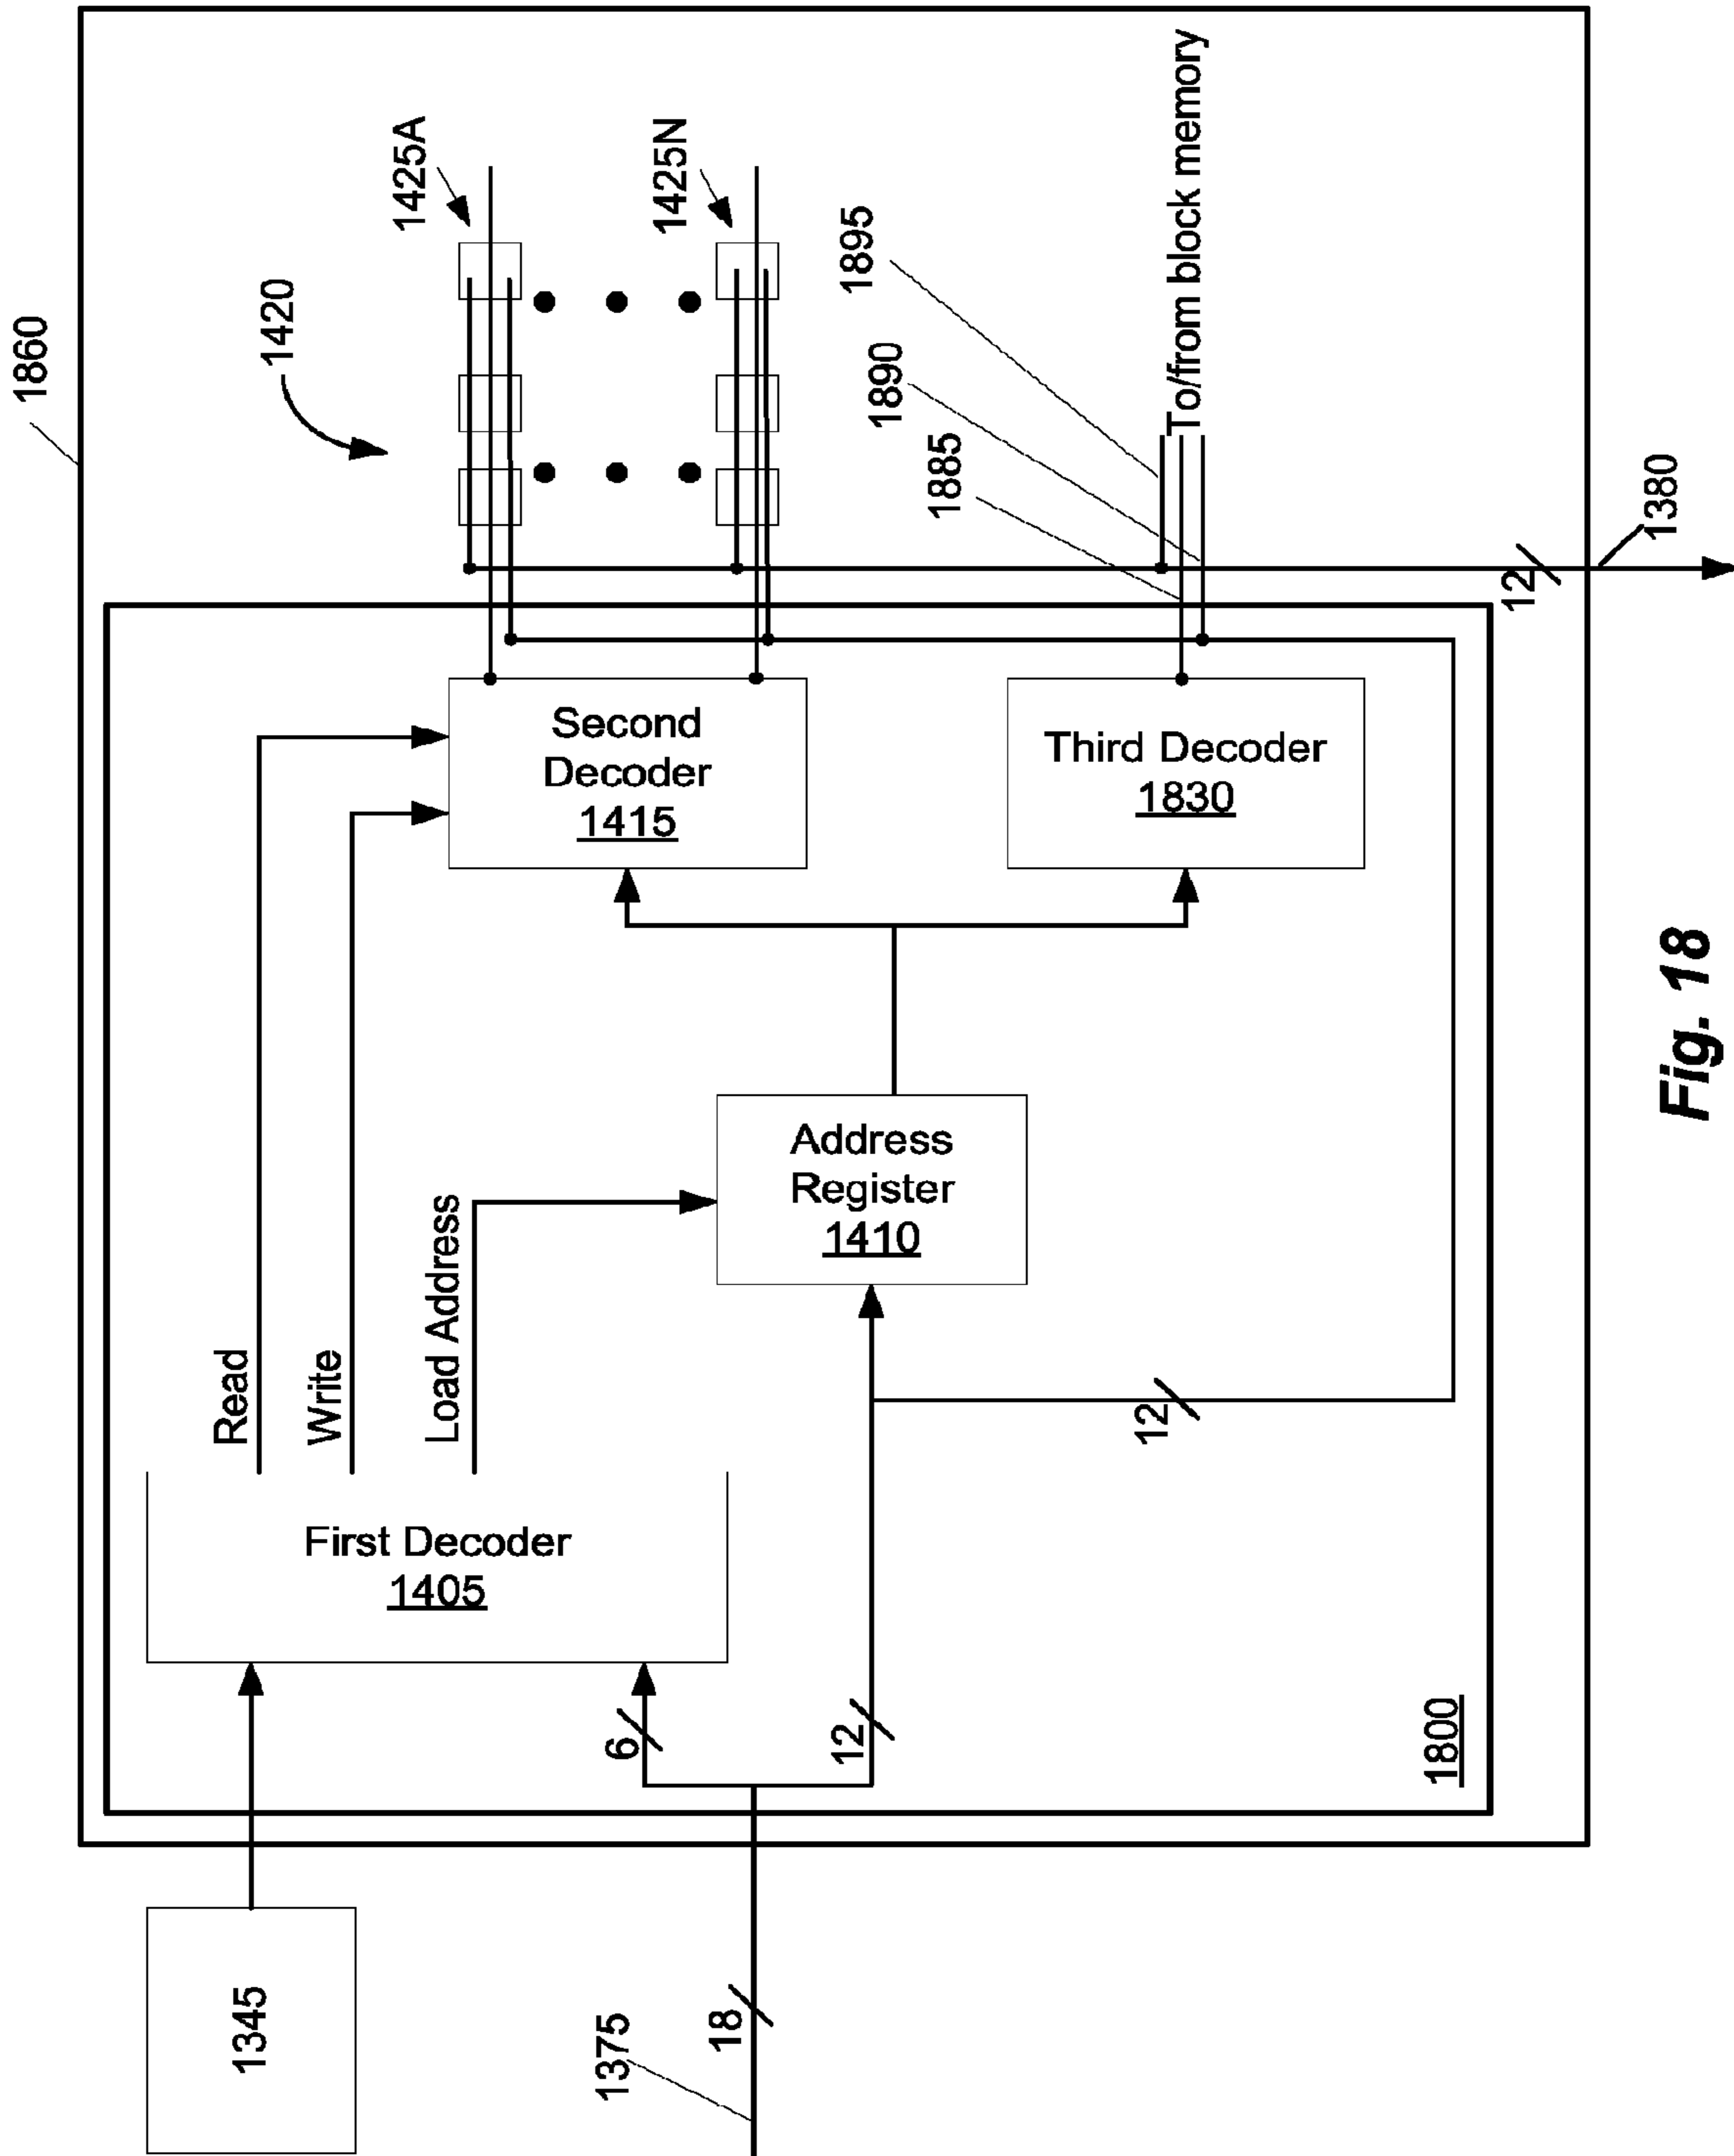 1860
1420
1425A
1425N
1895
1890
1885
To/from block memory
1380
12
Second
Decoder
1415
Third Decoder
1830
Read
Write
Load Address
Address
Register
1410
12
First Decoder
1405
6
12
1800
1345
1375
18
Fig. 18